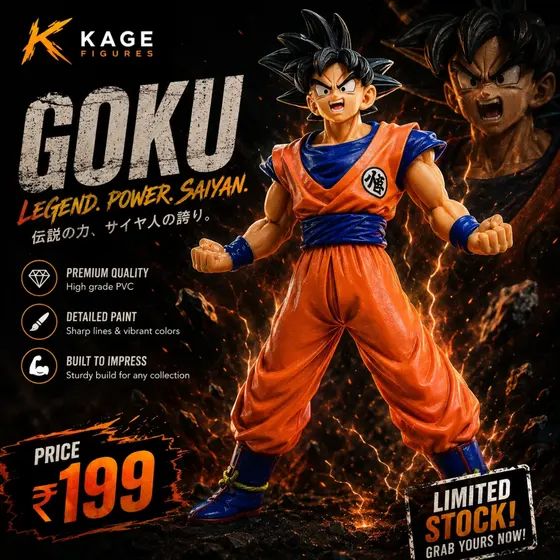 KAGE
FIGURES
GOKU
LEGEND. POWER. SAIYAN.
伝説の力、サイヤ人の誇り。
PREMIUM QUALITY
High grade PVC
DETAILED PAINT
Sharp lines & vibrant colors
BUILT TO IMPRESS
Sturdy build for any collection
悟
PRICE
₹199
LIMITED
STOCK!
GRAB YOURS NOW!